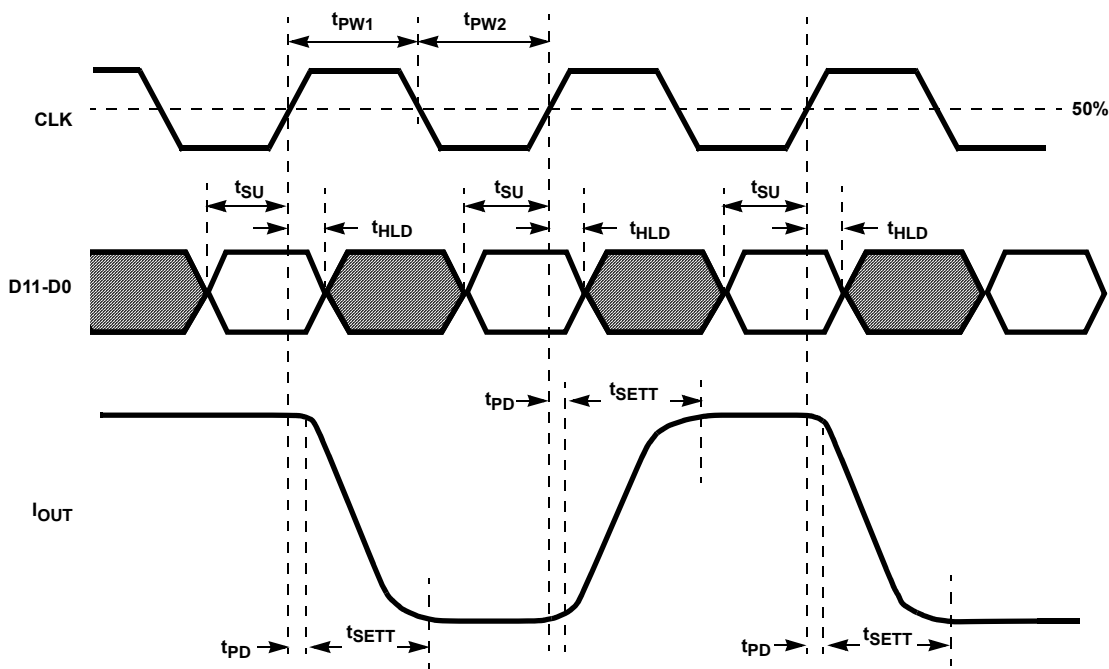 tPW1 tPW2
CLK
50%
tSU tSU tSU
tHLD tHLD tHLD
D11-D0
tPD tSETT
IOUT
tPD tSETT tPD tSETT